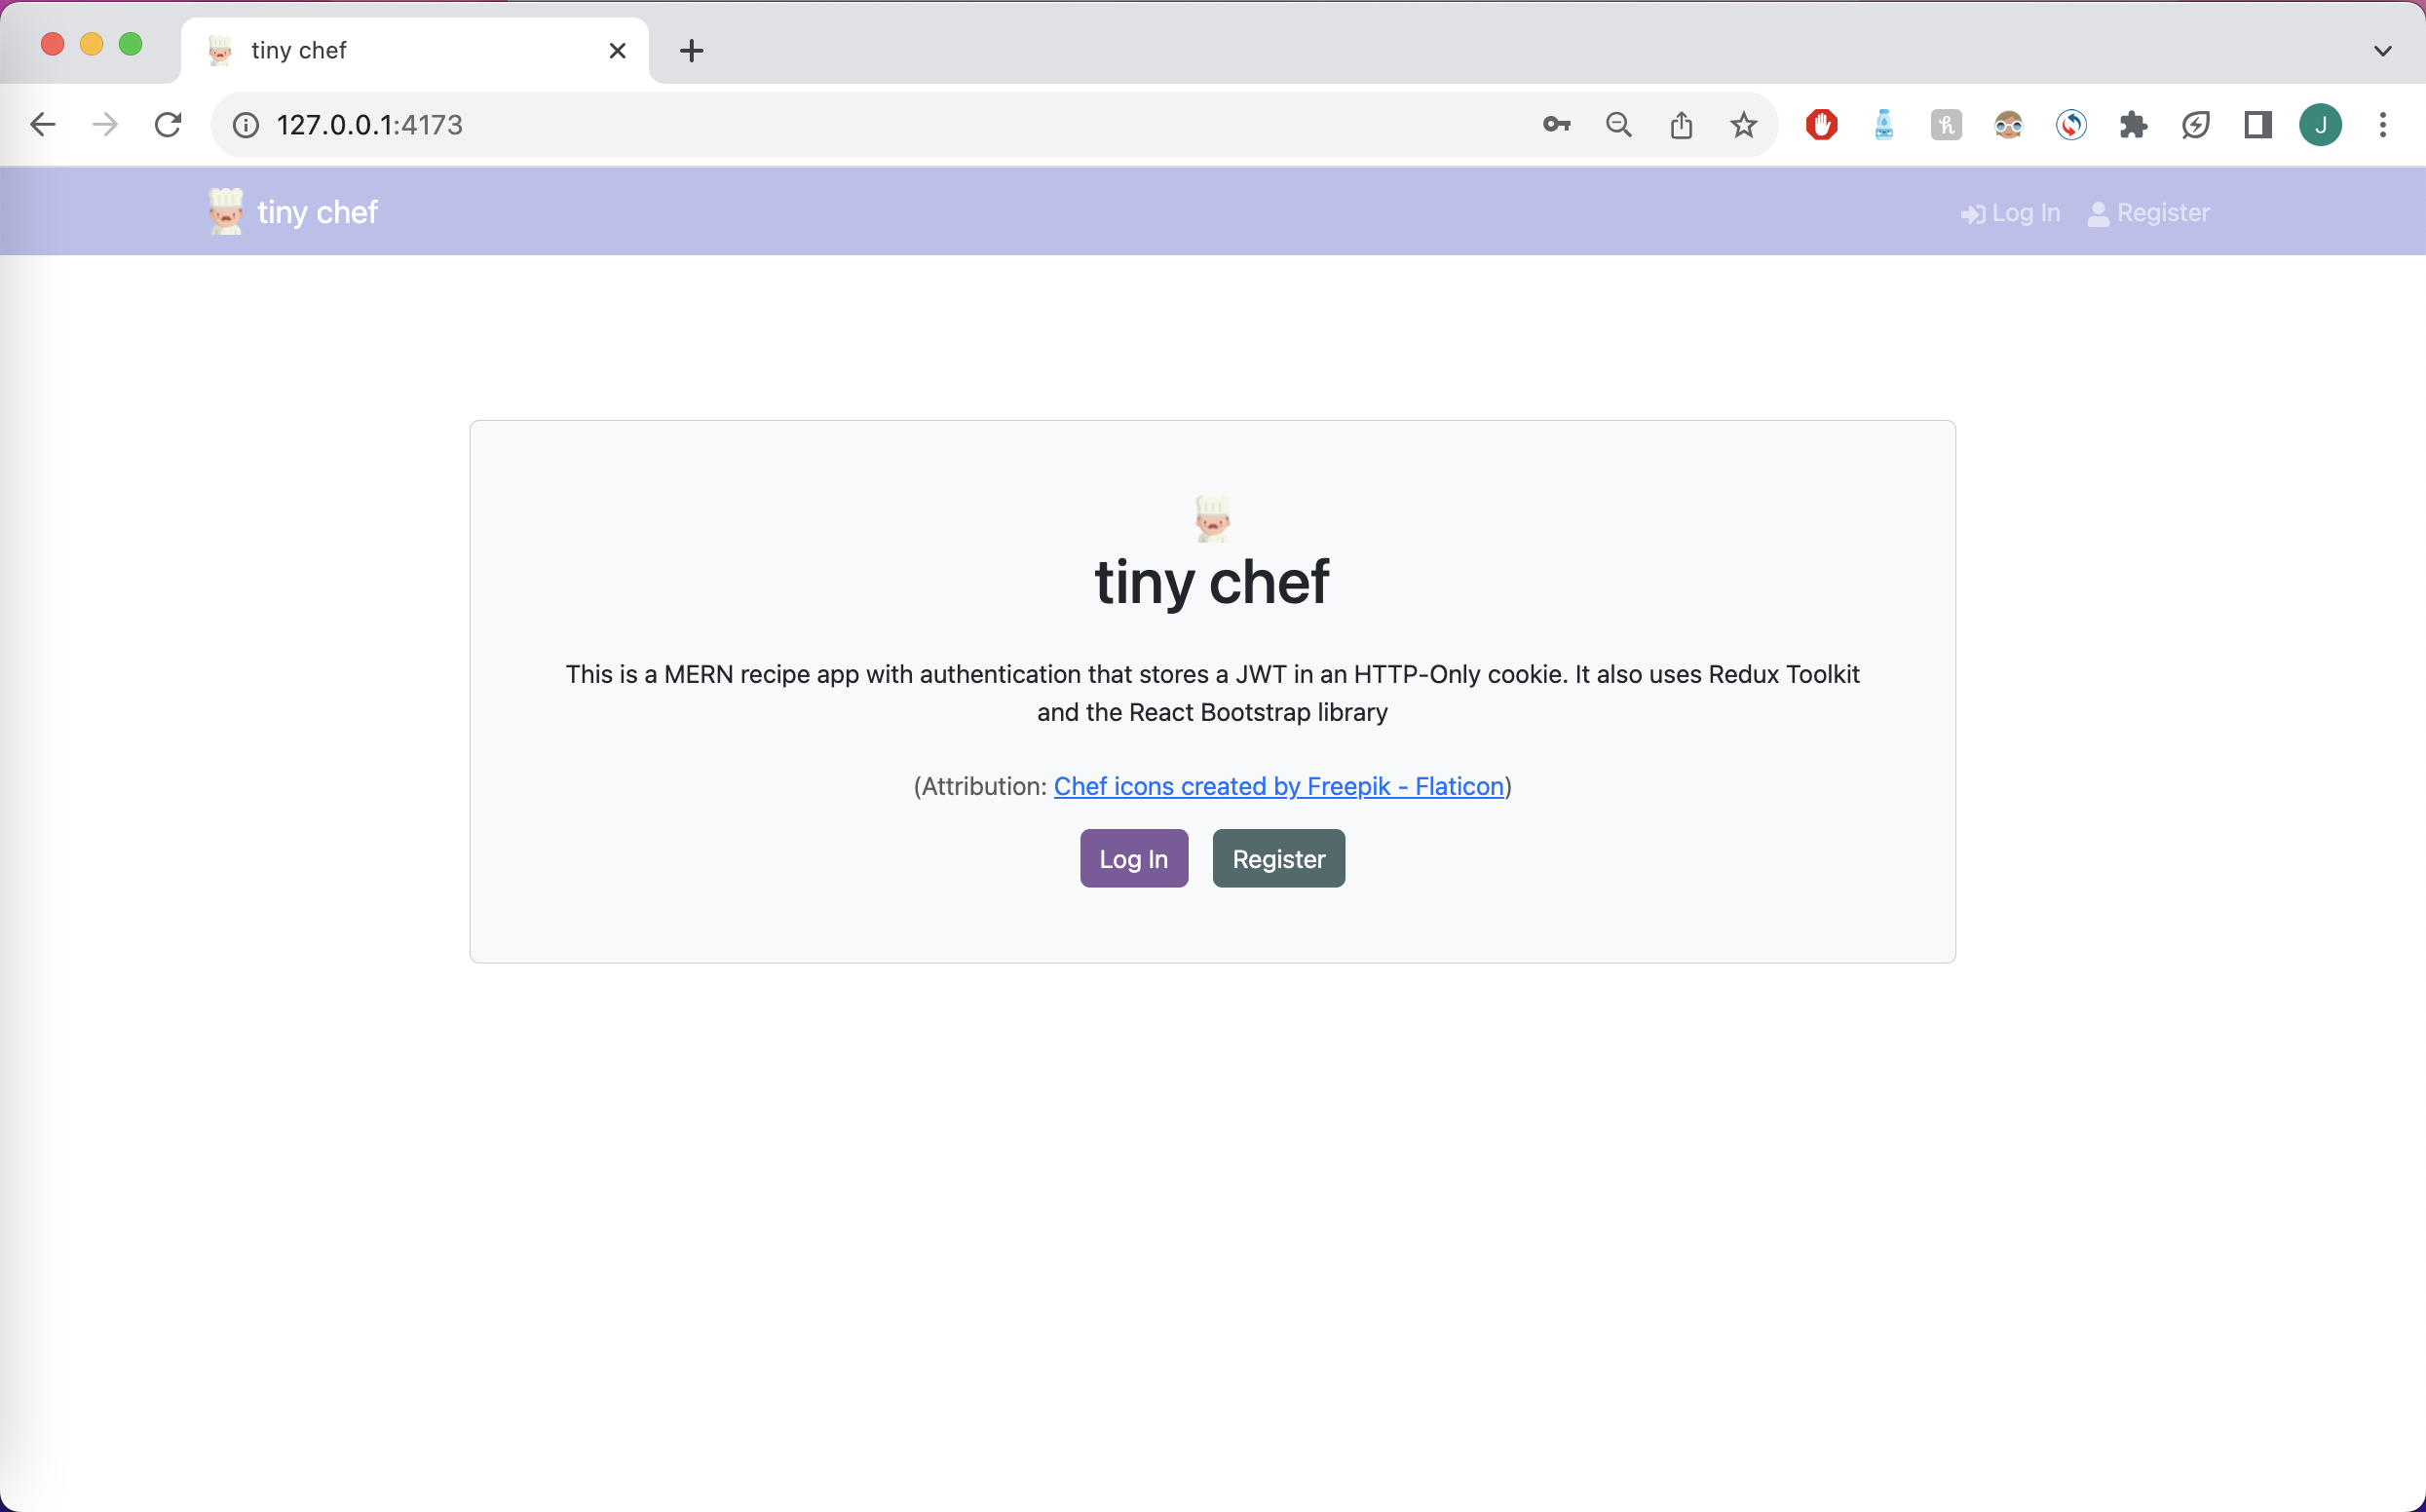 tiny chef
127.0.0.1:4173
h
J
tiny chef
Log In Register
tiny chef
This is a MERN recipe app with authentication that stores a JWT in an HTTP-Only cookie. It also uses Redux Toolkit
and the React Bootstrap library
(Attribution: Chef icons created by Freepik - Flaticon)
Log In Register